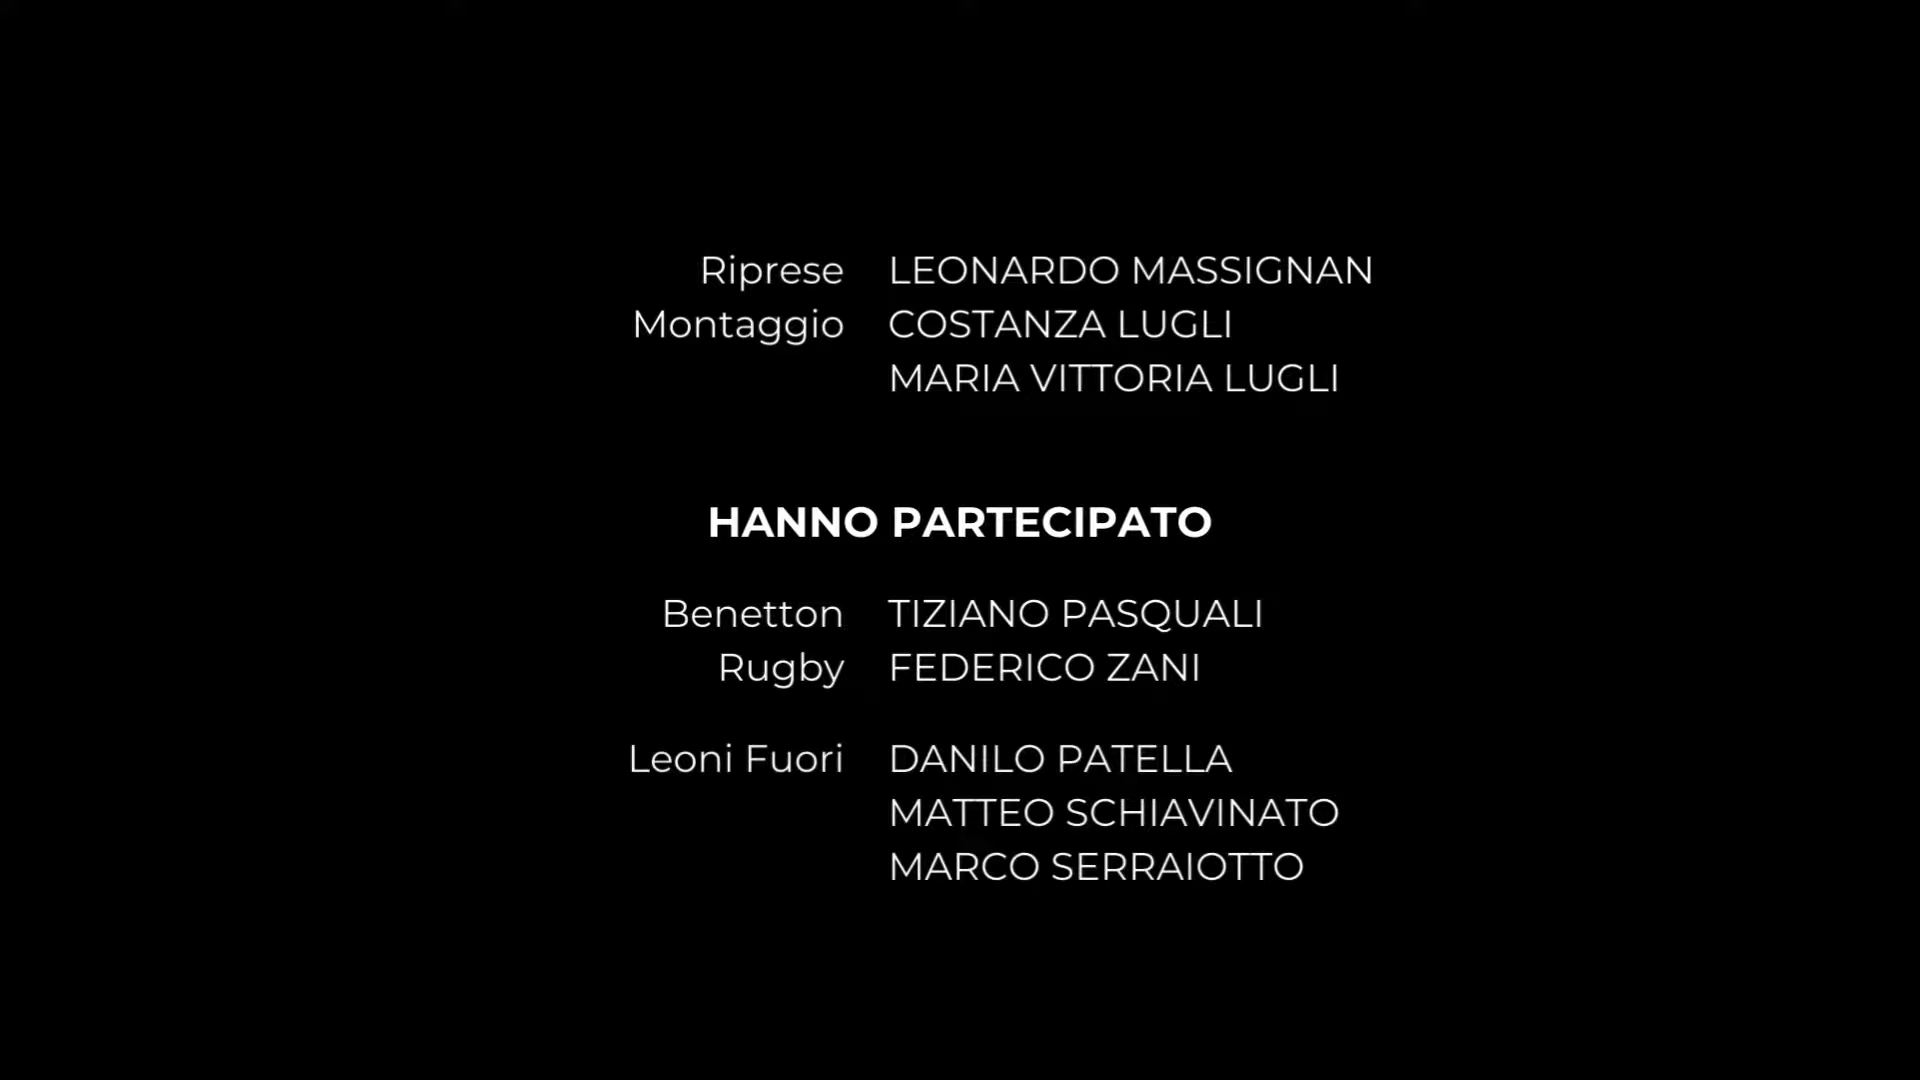 Riprese LEONARDO MASSIGNAN
Montaggio COSTANZA LUGLI
MARIA VITTORIA LUGLI
HANNO PARTECIPATO
Benetton TIZIANO PASQUALI
Rugby FEDERICO ZANI
Leoni Fuori DANILO PATELLA
MATTEO SCHIAVINATO
MARCO SERRAIOTTO